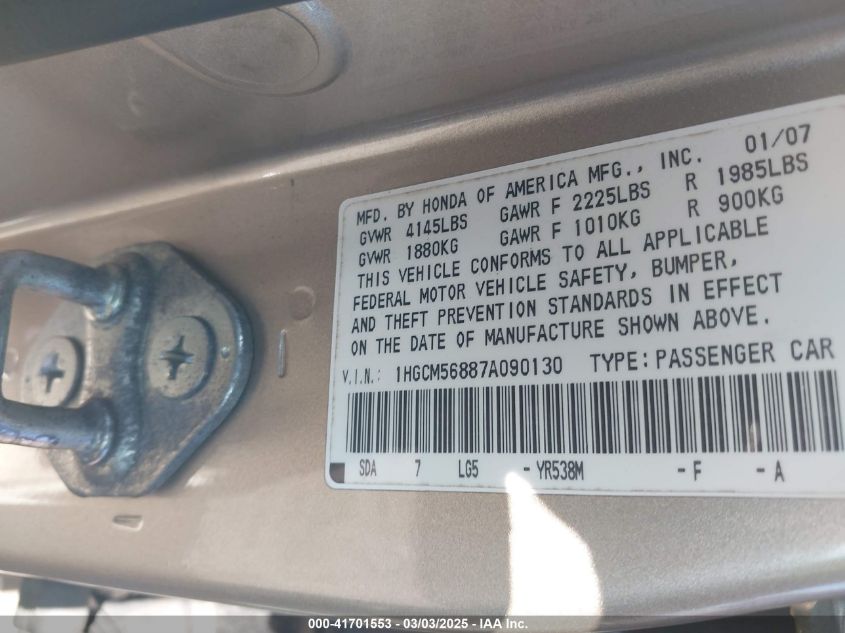 MFD. BY HONDA OF AMERICA MFG., INC. 01/07
GVWR 4145LBS GAWR F 2225LBS R 1985LBS
GVWR 1880KG GAWR F 1010KG R 900KG
THIS VEHICLE CONFORMS TO ALL APPLICABLE
FEDERAL MOTOR VEHICLE SAFETY, BUMPER,
AND THEFT PREVENTION STANDARDS IN EFFECT
ON THE DATE OF MANUFACTURE SHOWN ABOVE.
V.I.N.: 1HGCM56887A090130 TYPE: PASSENGER CAR
SDA 7 LG5 -YR538M -F -A
000-41701553 — 03/03/2025 — IAA Inc.